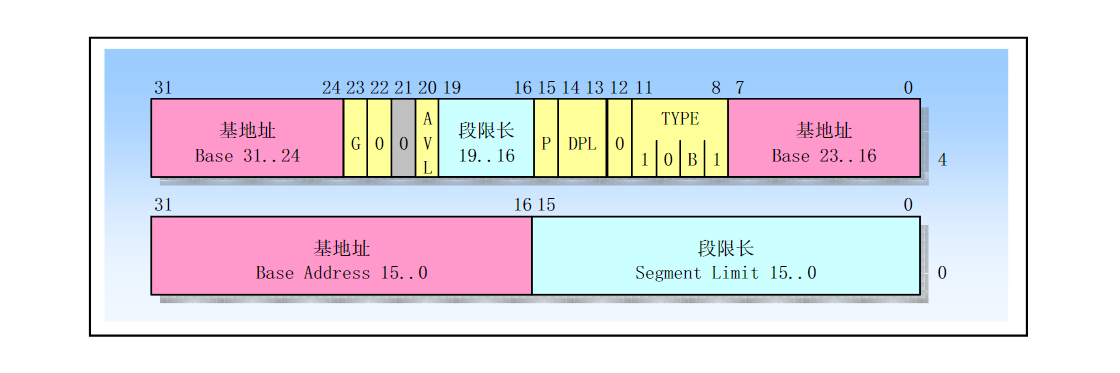 31 24 23 22 21 20 19 16 15 14 13 12 11 8 7 0
基地址 Base 31..24
G
0
0
AVL
段限长 19..16
P
DPL
0
TYPE
1 0 B 1
基地址 Base 23..16
4
31 16 15 0
基地址 Base Address 15..0
段限长 Segment Limit 15..0
0